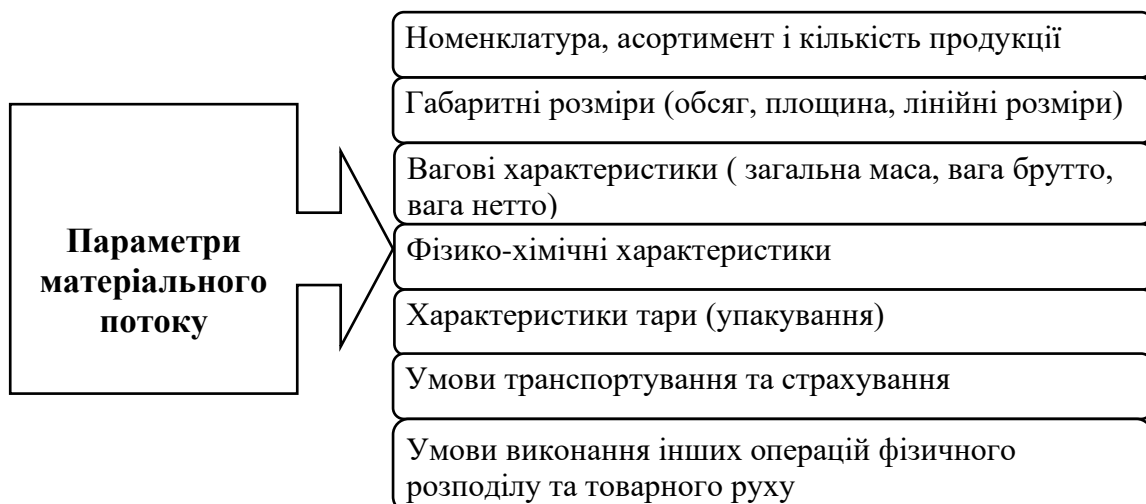 Параметри
матеріального
потоку
Номенклатура, асортимент і кількість продукції
Габаритні розміри (обсяг, площина, лінійні розміри)
Вагові характеристики ( загальна маса, вага брутто,
вага нетто)
Фізико-хімічні характеристики
Характеристики тари (упакування)
Умови транспортування та страхування
Умови виконання інших операцій фізичного
розподілу та товарного руху